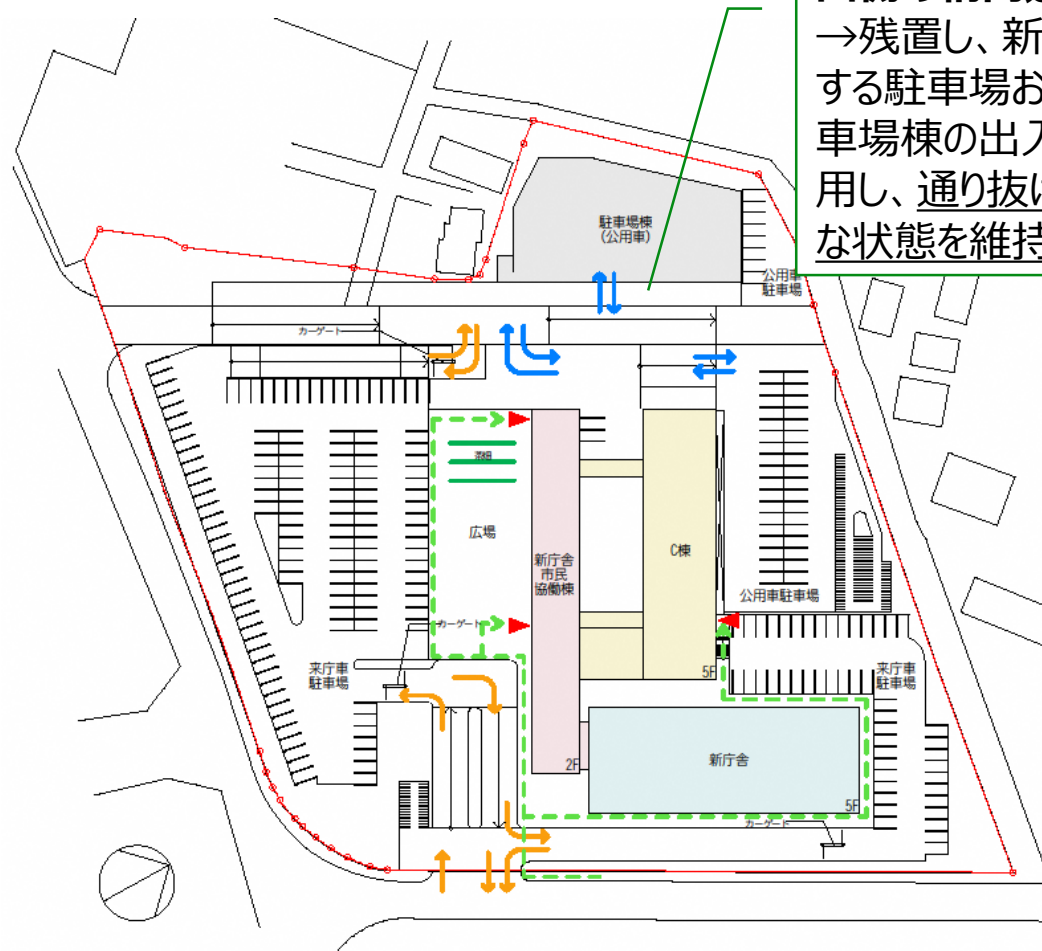 →残置し、新
する駐車場お
車場棟の出入
用し、通り抜け
な状態を維持
駐車場棟
(公用車)
公用車
駐車場
カーゲート
茶畑
広場
新庁舎
市民
協働棟
C棟
公用車駐車場
カーゲート
来庁車
駐車場
5F
来庁車
駐車場
新庁舎
2F
5F
カーゲート